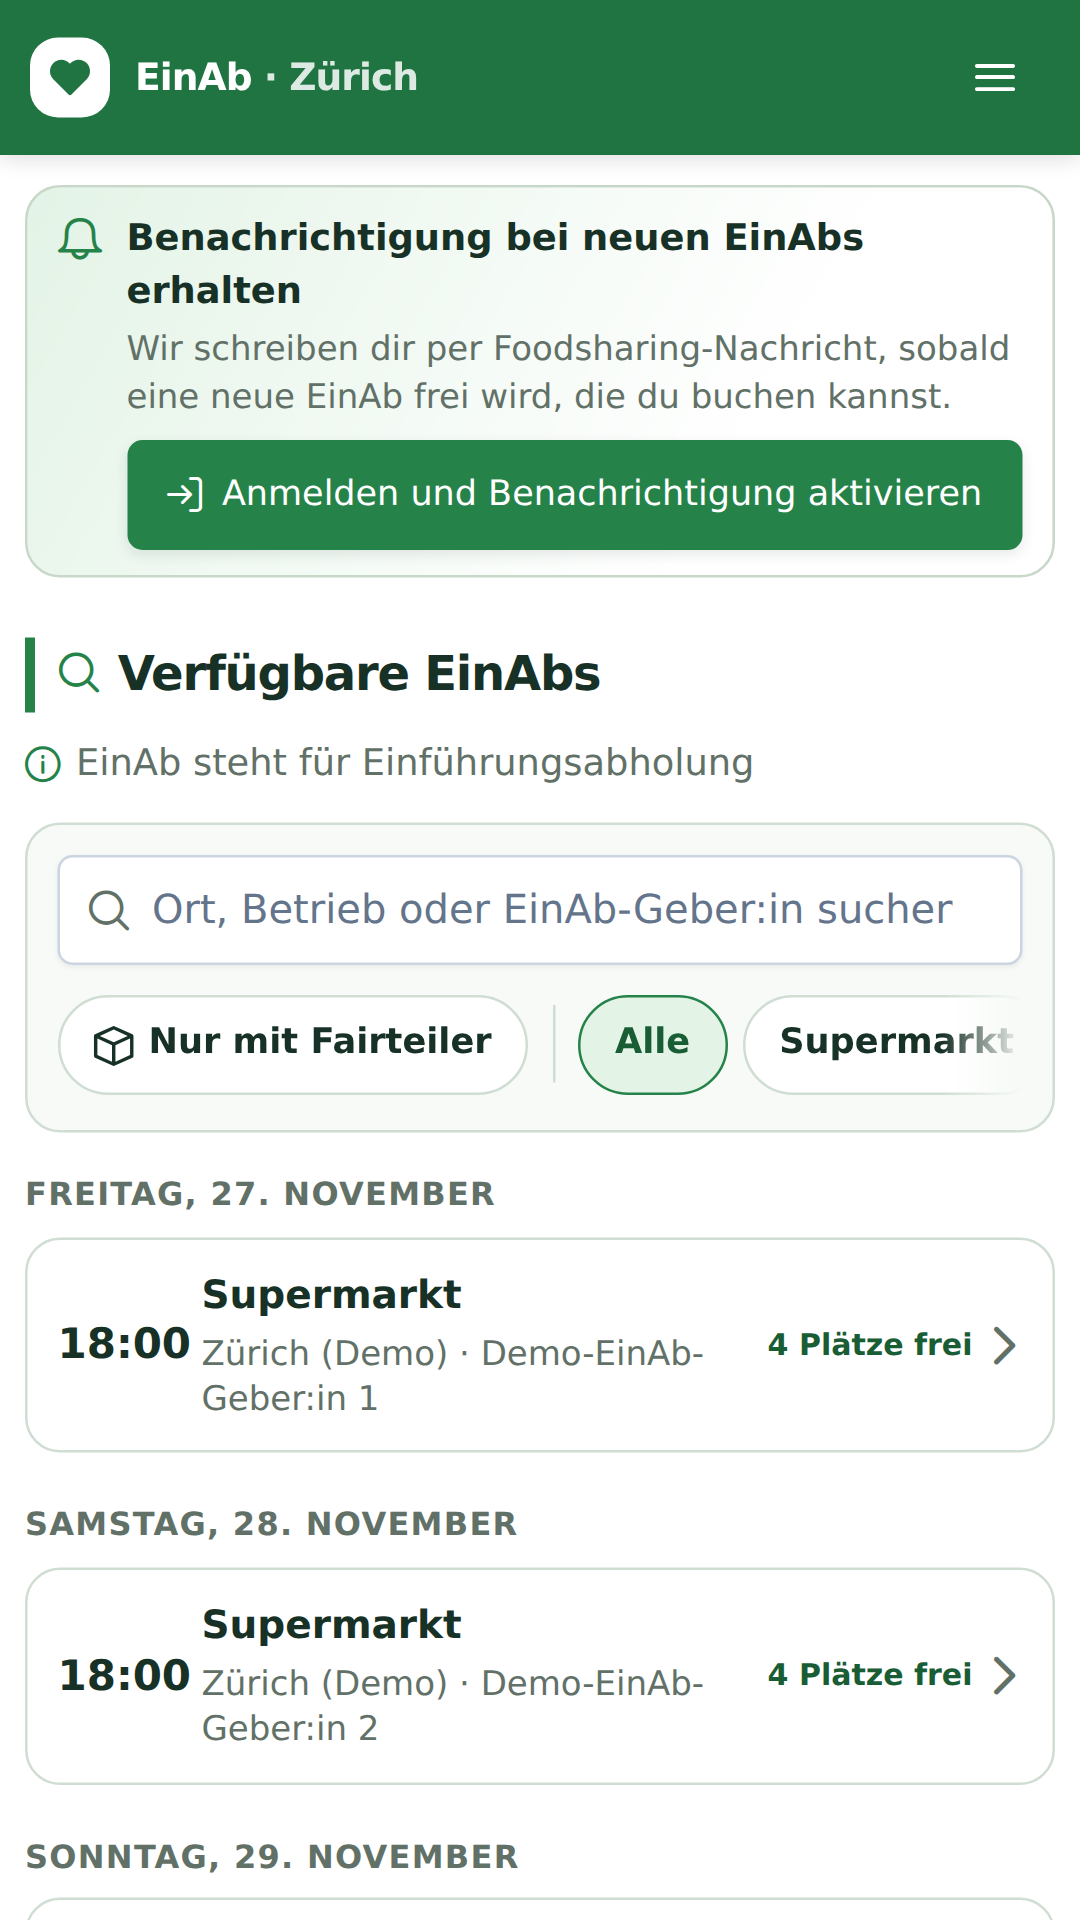 EinAb · Zürich
Benachrichtigung bei neuen EinAbs
erhalten
Wir schreiben dir per Foodsharing-Nachricht, sobald
eine neue EinAb frei wird, die du buchen kannst.
Anmelden und Benachrichtigung aktivieren
Verfügbare EinAbs
EinAb steht für Einführungsabholung
Ort, Betrieb oder EinAb-Geber:in sucher
Nur mit Fairteiler
Alle
Supermarkt
FREITAG, 27. NOVEMBER
Supermarkt
18:00
Zürich (Demo) · Demo-EinAb-
Geber:in 1
4 Plätze frei
SAMSTAG, 28. NOVEMBER
Supermarkt
18:00
Zürich (Demo) · Demo-EinAb-
Geber:in 2
4 Plätze frei
SONNTAG, 29. NOVEMBER